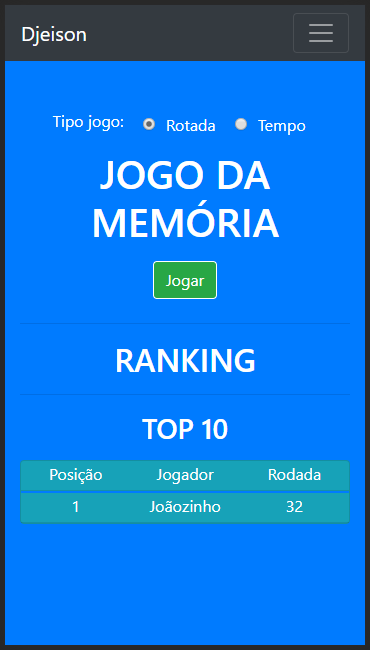 Djeison
Tipo jogo: Rotada Tempo
JOGO DA
MEMÓRIA
Jogar
RANKING
TOP 10
Posição Jogador Rodada
1 Joãozinho 32